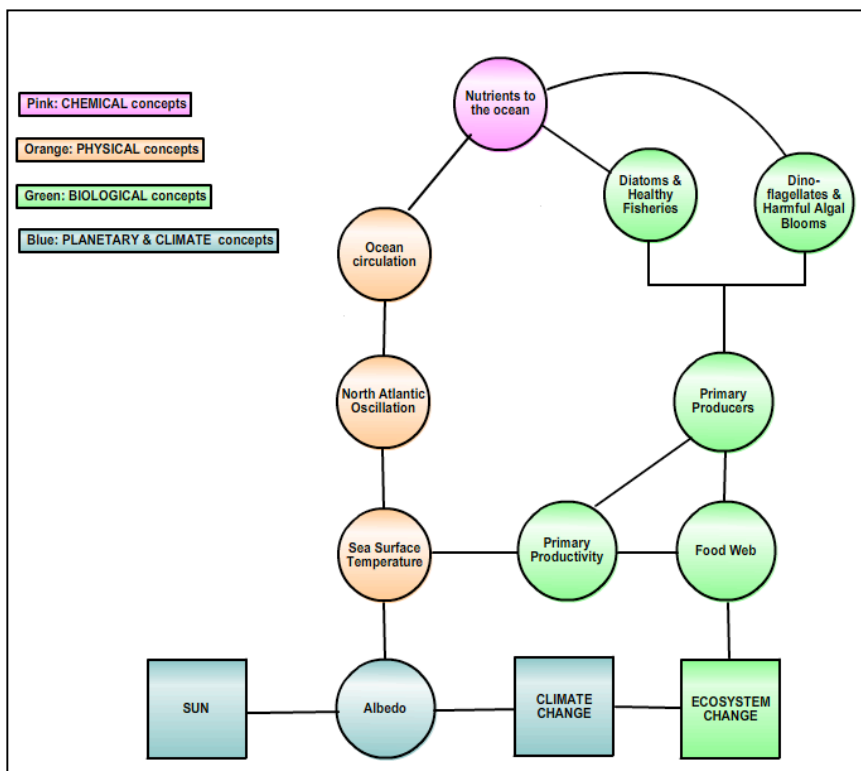 Pink: CHEMICAL concepts
Orange: PHYSICAL concepts
Green: BIOLOGICAL concepts
Blue: PLANETARY & CLIMATE concepts
Nutrients to
the ocean
Diatoms &
Healthy
Fisheries
Dino-
flagellates &
Harmful Algal
Blooms
Ocean
circulation
North Atlantic
Oscillation
Primary
Producers
Sea Surface
Temperature
Primary
Productivity
Food Web
SUN
Albedo
CLIMATE
CHANGE
ECOSYSTEM
CHANGE